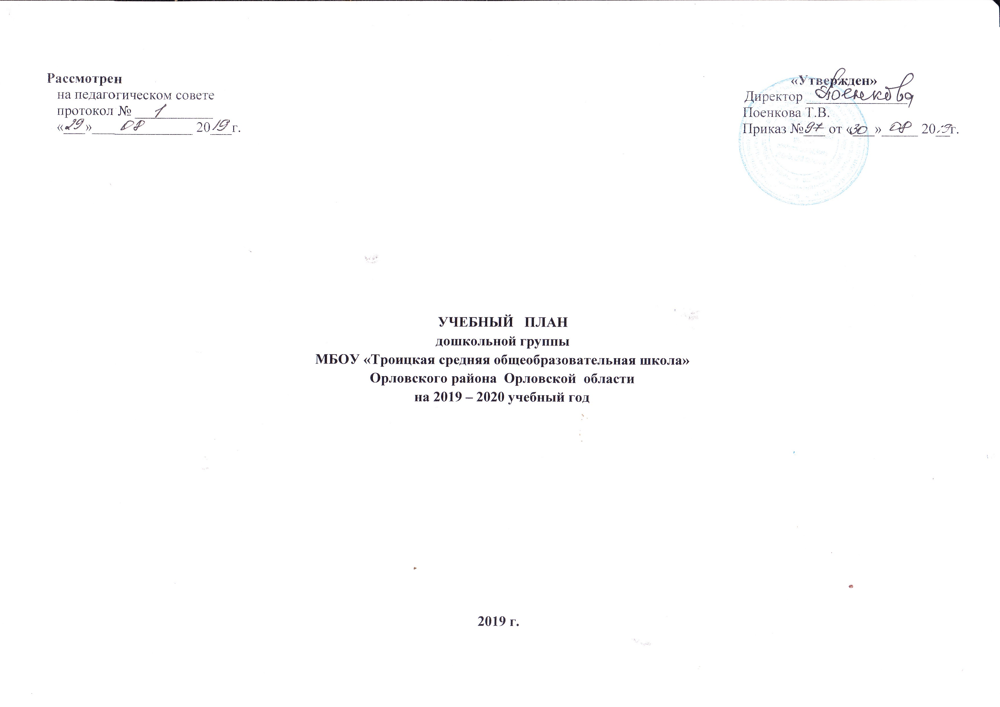 Рассмотрен
на педагогическом совете
протокол № 1
«29» 08 2019 г.
«Утвержден»
Директор Поенкова
Поенкова Т.В.
Приказ №97 от «30» 08 2019г.
УЧЕБНЫЙ ПЛАН
дошкольной группы
МБОУ «Троицкая средняя общеобразовательная школа»
Орловского района Орловской области
на 2019 – 2020 учебный год
2019 г.